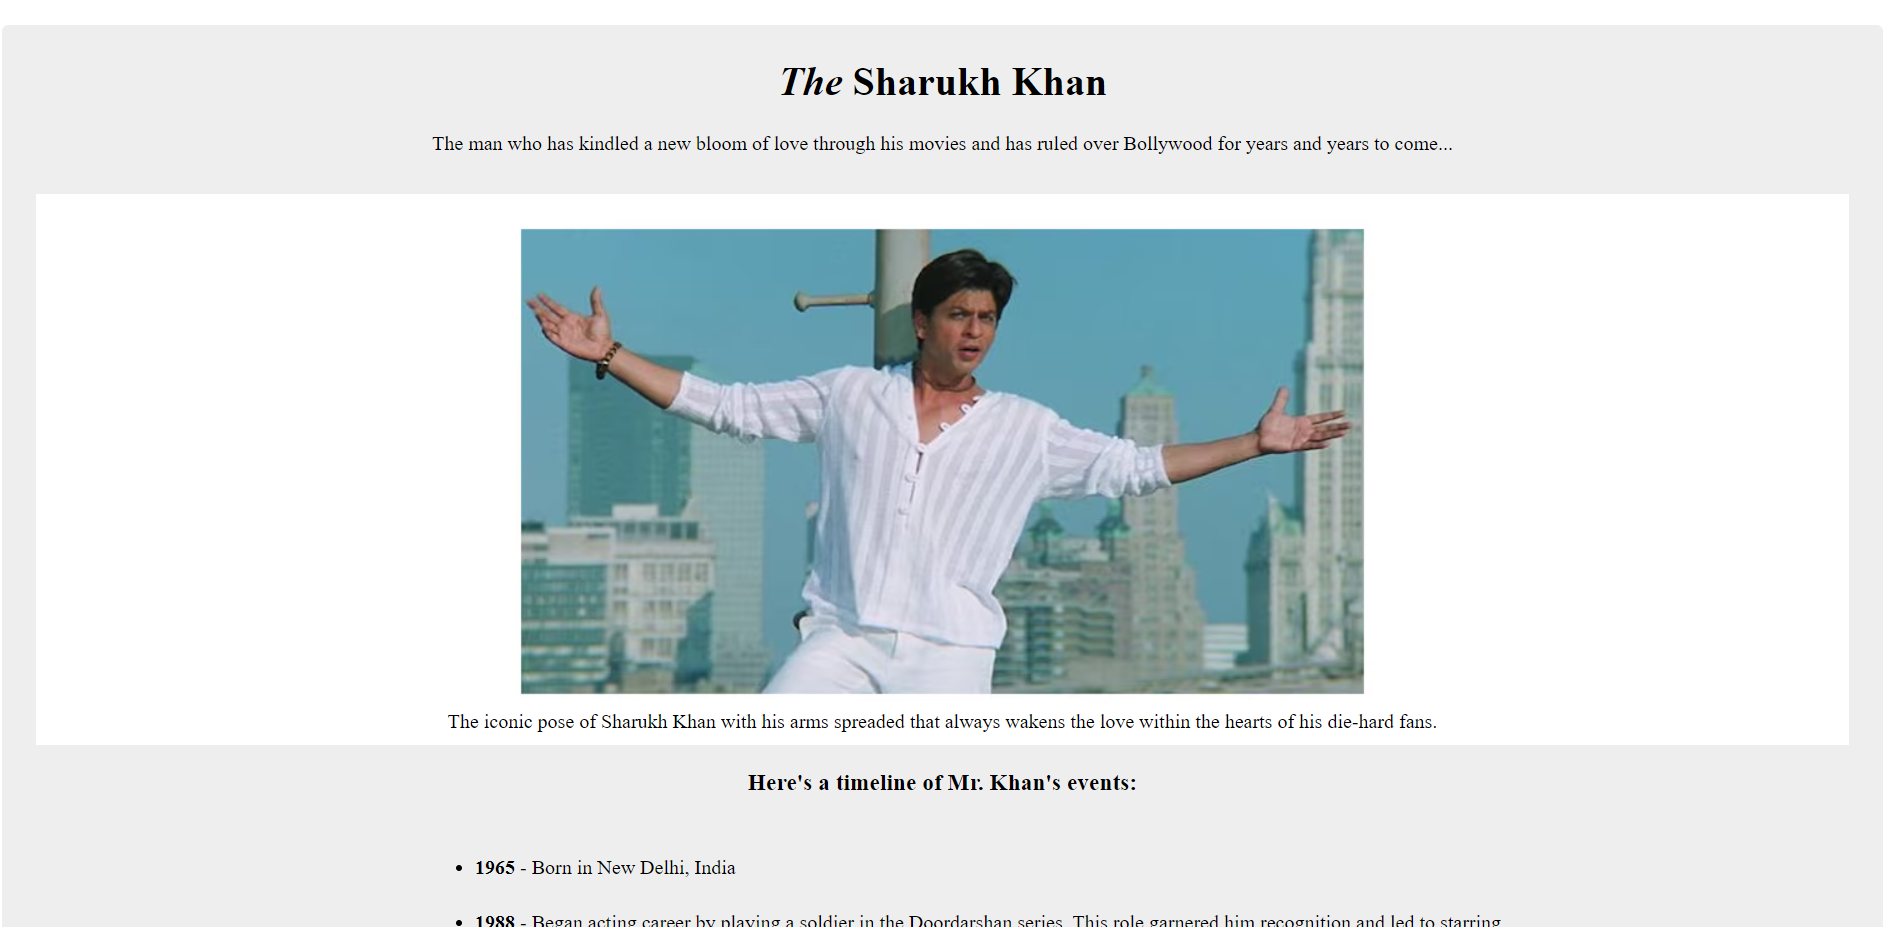 The Sharukh Khan
The man who has kindled a new bloom of love through his movies and has ruled over Bollywood for years and years to come...
The iconic pose of Sharukh Khan with his arms spreaded that always wakens the love within the hearts of his die-hard fans.
Here's a timeline of Mr. Khan's events:
• 1965 - Born in New Delhi, India
• 1988 - Began acting career by playing a soldier in the Doordarshan series. This role garnered him recognition and led to starring